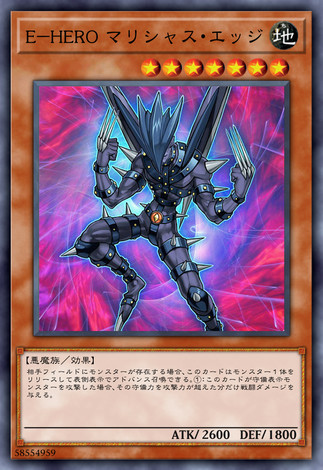 E－HERO マリシャス・エッジ
地
【悪魔族／効果】
相手フィールドにモンスターが存在する場合、このカードはモンスター１体を
リリースして表側表示でアドバンス召喚できる。①：このカードが守備表示モン
スターを攻撃した場合、その守備力を攻撃力が超えた分だけ戦闘ダメージを
与える。
ATK/ 2600 DEF/1800
58554959